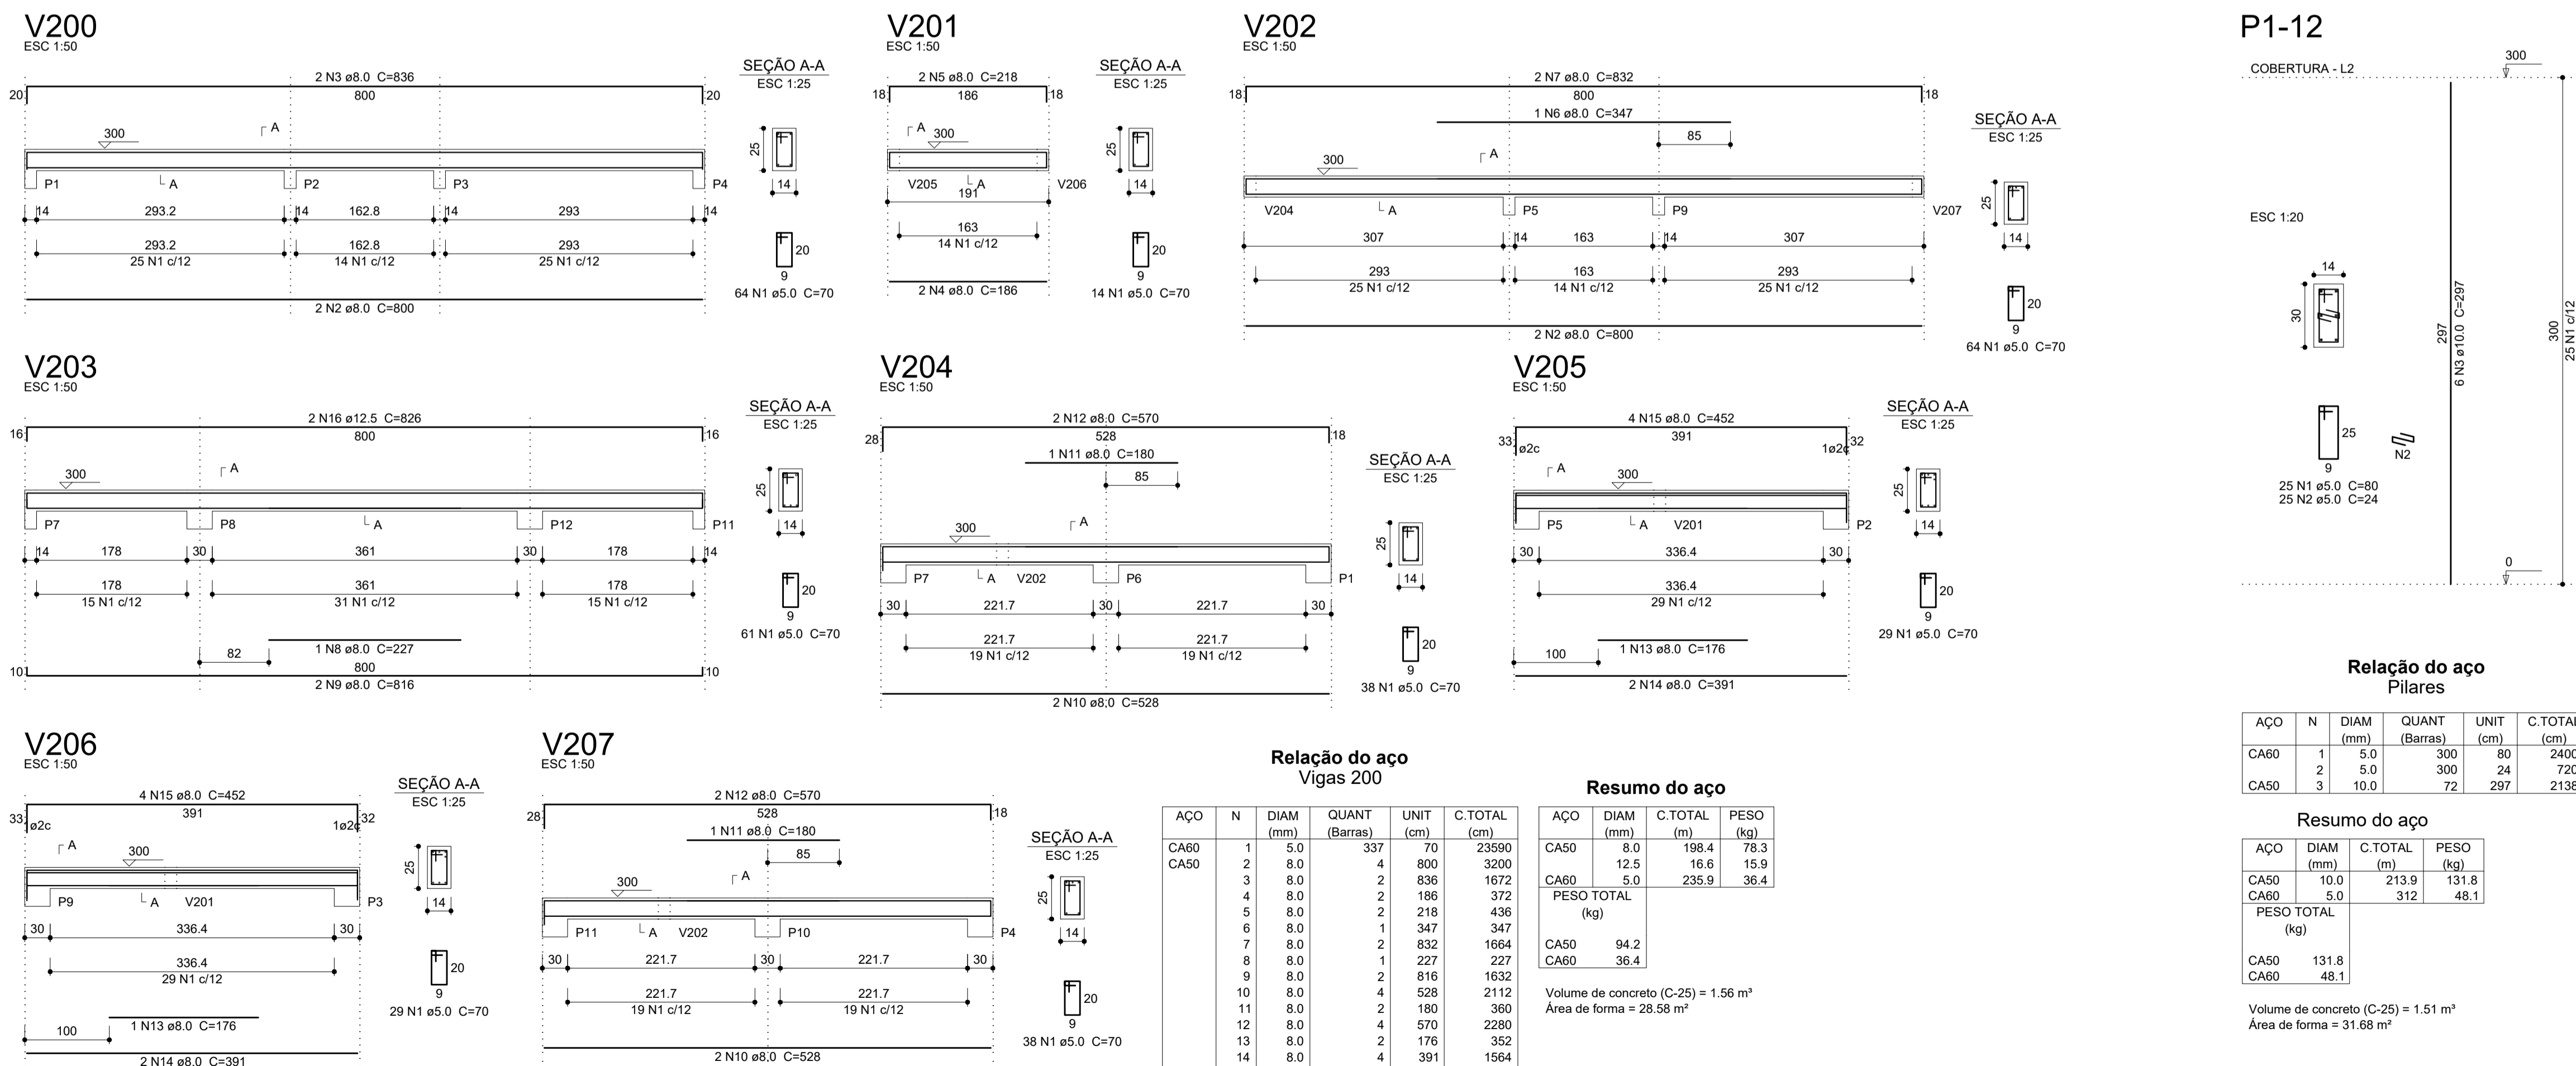 V200
ESC 1:50
2 N3 ø8.0 C=836
20 800 20
SEÇÃO A-A
ESC 1:25
A
300
25
14
P1 A P2 P3 P4
14 293.2 14 162.8 14 293 14
293.2 162.8 293
25 N1 c/12 14 N1 c/12 25 N1 c/12
20
9
64 N1 ø5.0 C=70
2 N2 ø8.0 C=800
V201
ESC 1:50
2 N5 ø8.0 C=218
18 186 18
SEÇÃO A-A
ESC 1:25
A
300
25
14
V205 A V206
191
163
14 N1 c/12
20
9
14 N1 ø5.0 C=70
2 N4 ø8.0 C=186
V202
ESC 1:50
2 N7 ø8.0 C=832
18 800 18
1 N6 ø8.0 C=347
85
SEÇÃO A-A
ESC 1:25
A
300
25
14
V204 A P5 P9 V207
307 14 163 14 307
293 163 293
25 N1 c/12 14 N1 c/12 25 N1 c/12
20
9
64 N1 ø5.0 C=70
2 N2 ø8.0 C=800
V203
ESC 1:50
2 N16 ø12.5 C=826
16 800 16
SEÇÃO A-A
ESC 1:25
A
300
25
14
P7 P8 A P12 P11
14 178 30 361 30 178 14
178 361 178
15 N1 c/12 31 N1 c/12 15 N1 c/12
20
9
61 N1 ø5.0 C=70
82
1 N8 ø8.0 C=227
10 800 10
2 N9 ø8.0 C=816
V204
ESC 1:50
2 N12 ø8.0 C=570
28 528 18
1 N11 ø8.0 C=180
85
SEÇÃO A-A
ESC 1:25
A
300
25
14
P7 A V202 P6 P1
30 221.7 30 221.7 30
221.7 221.7
19 N1 c/12 19 N1 c/12
20
9
38 N1 ø5.0 C=70
2 N10 ø8.0 C=528
V205
ESC 1:50
4 N15 ø8.0 C=452
33 391 32
1ø2c 1ø2c
SEÇÃO A-A
ESC 1:25
A
300
25
14
P5 A V201 P2
30 336.4 30
336.4
29 N1 c/12
20
9
29 N1 ø5.0 C=70
100
1 N13 ø8.0 C=176
2 N14 ø8.0 C=391
V206
ESC 1:50
4 N15 ø8.0 C=452
33 391 32
ø2c 1ø2c
SEÇÃO A-A
ESC 1:25
A
300
25
14
P9 A V201 P3
30 336.4 30
336.4
29 N1 c/12
20
9
29 N1 ø5.0 C=70
100
1 N13 ø8.0 C=176
2 N14 ø8.0 C=391
V207
ESC 1:50
2 N12 ø8.0 C=570
28 528 18
1 N11 ø8.0 C=180
85
SEÇÃO A-A
ESC 1:25
A
300
25
14
P11 A V202 P10 P4
30 221.7 30 221.7 30
221.7 221.7
19 N1 c/12 19 N1 c/12
20
9
38 N1 ø5.0 C=70
2 N10 ø8.0 C=528
Relação do aço
Vigas 200
AÇO N DIAM QUANT UNIT C.TOTAL
(mm) (Barras) (cm) (cm)
CA60 1 5.0 337 70 23590
CA50 2 8.0 4 800 3200
3 8.0 2 836 1672
4 8.0 2 186 372
5 8.0 2 218 436
6 8.0 1 347 347
7 8.0 2 832 1664
8 8.0 1 227 227
9 8.0 2 816 1632
10 8.0 4 528 2112
11 8.0 2 180 360
12 8.0 4 570 2280
13 8.0 2 176 352
14 8.0 4 391 1564
Resumo do aço
AÇO DIAM C.TOTAL PESO
(mm) (m) (kg)
CA50 8.0 198.4 78.3
12.5 16.6 15.9
CA60 5.0 235.9 36.4
PESO TOTAL
(kg)
CA50 94.2
CA60 36.4
Volume de concreto (C-25) = 1.56 m³
Área de forma = 28.58 m²
P1-12
COBERTURA - L2
300
ESC 1:20
14
30
297
6 N3 ø10.0 C=297
300
25 N1 c/12
25
9
N2
25 N1 ø5.0 C=80
25 N2 ø5.0 C=24
0
Relação do aço
Pilares
AÇO N DIAM QUANT UNIT C.TOTAL
(mm) (Barras) (cm) (cm)
CA60 1 5.0 300 80 2400
2 5.0 300 24 720
CA50 3 10.0 72 297 2138
Resumo do aço
AÇO DIAM C.TOTAL PESO
(mm) (m) (kg)
CA50 10.0 213.9 131.8
CA60 5.0 312 48.1
PESO TOTAL
(kg)
CA50 131.8
CA60 48.1
Volume de concreto (C-25) = 1.51 m³
Área de forma = 31.68 m²